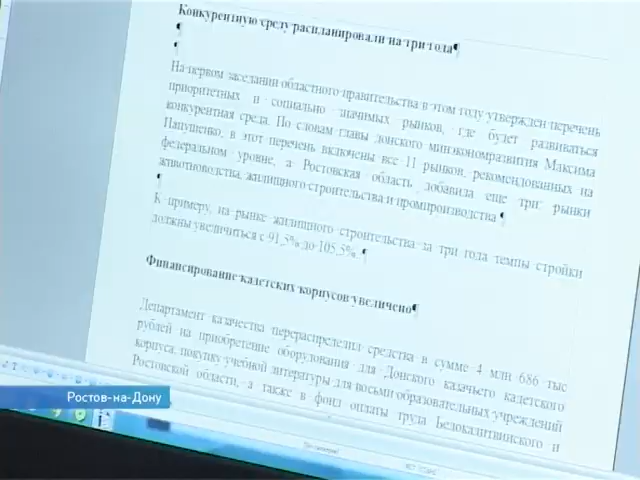 Конкурентную среду распланировали на три года¶
¶
¶
На первом заседании областного правительства в этом году утвержден перечень
приоритетных и социально значимых рынков, где будет развиваться
конкурентная среда. По словам главы донского минэкономразвития Максима
Папушенко, в этот перечень включены все 11 рынков, рекомендованных на
федеральном уровне, а Ростовская область добавила еще три: рынки
животноводства, жилищного строительства и промпроизводства.¶
¶
К примеру, на рынке жилищного строительства за три года темпы стройки
должны увеличиться с 91,5% до 105,5%. ¶
Финансирование кадетских корпусов увеличено¶
Департамент казачества перераспределил средства в сумме 4 млн 686 тыс
рублей на приобретение оборудования для Донского казачьего кадетского
корпуса, покупку учебной литературы для восьми образовательных учреждений
Ростовской области, а также в фонд оплаты труда Белокалитвинского и
Ростов-на-Дону